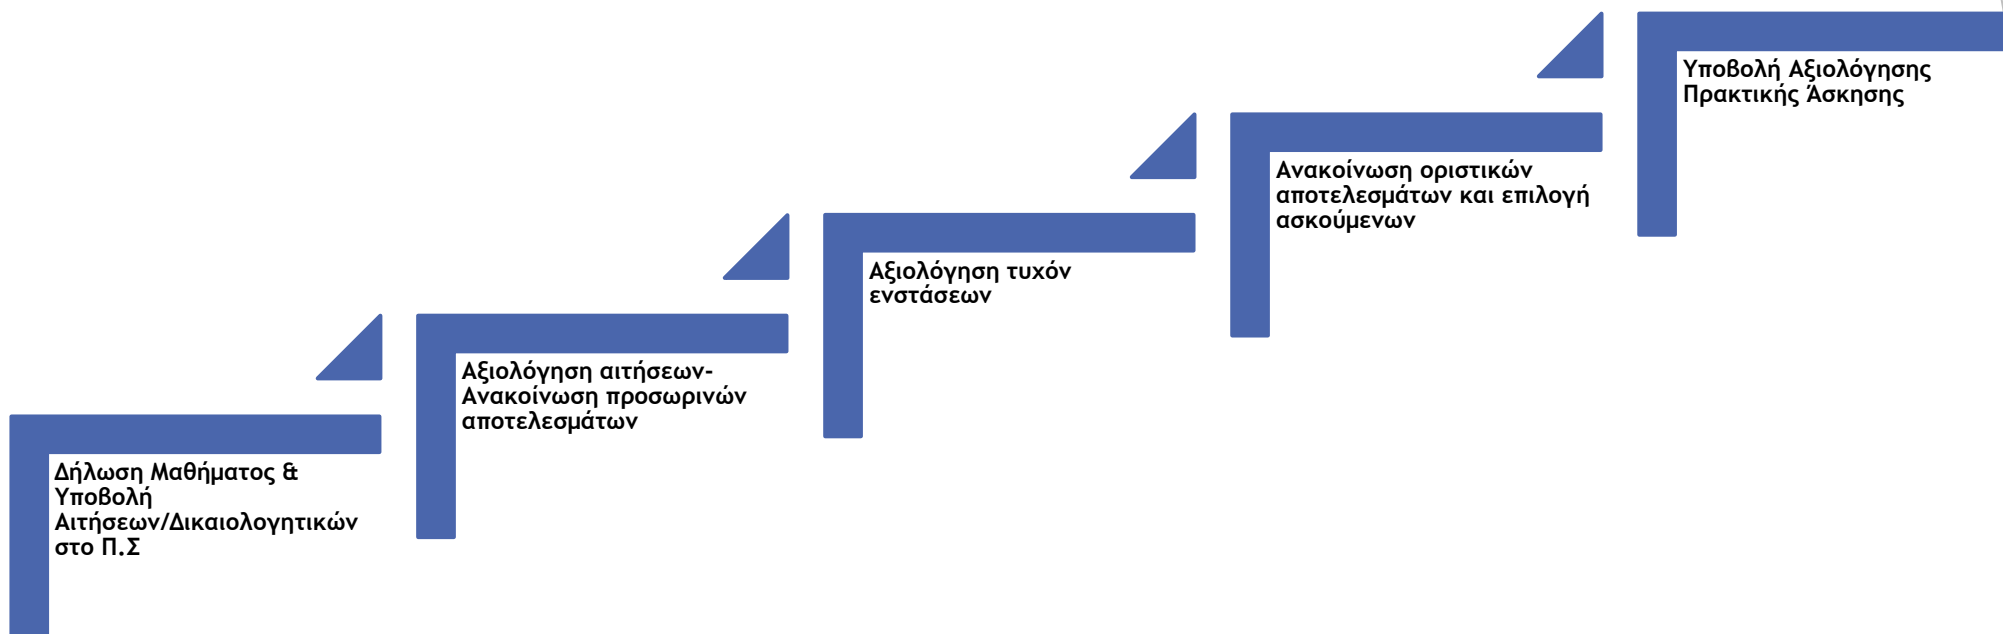 Δήλωση Μαθήματος &
Υποβολή
Αιτήσεων/Δικαιολογητικών
στο Π.Σ
Αξιολόγηση αιτήσεων-
Ανακοίνωση προσωρινών
αποτελεσμάτων
Αξιολόγηση τυχόν
ενστάσεων
Ανακοίνωση οριστικών
αποτελεσμάτων και επιλογή
ασκούμενων
Υποβολή Αξιολόγησης
Πρακτικής Άσκησης